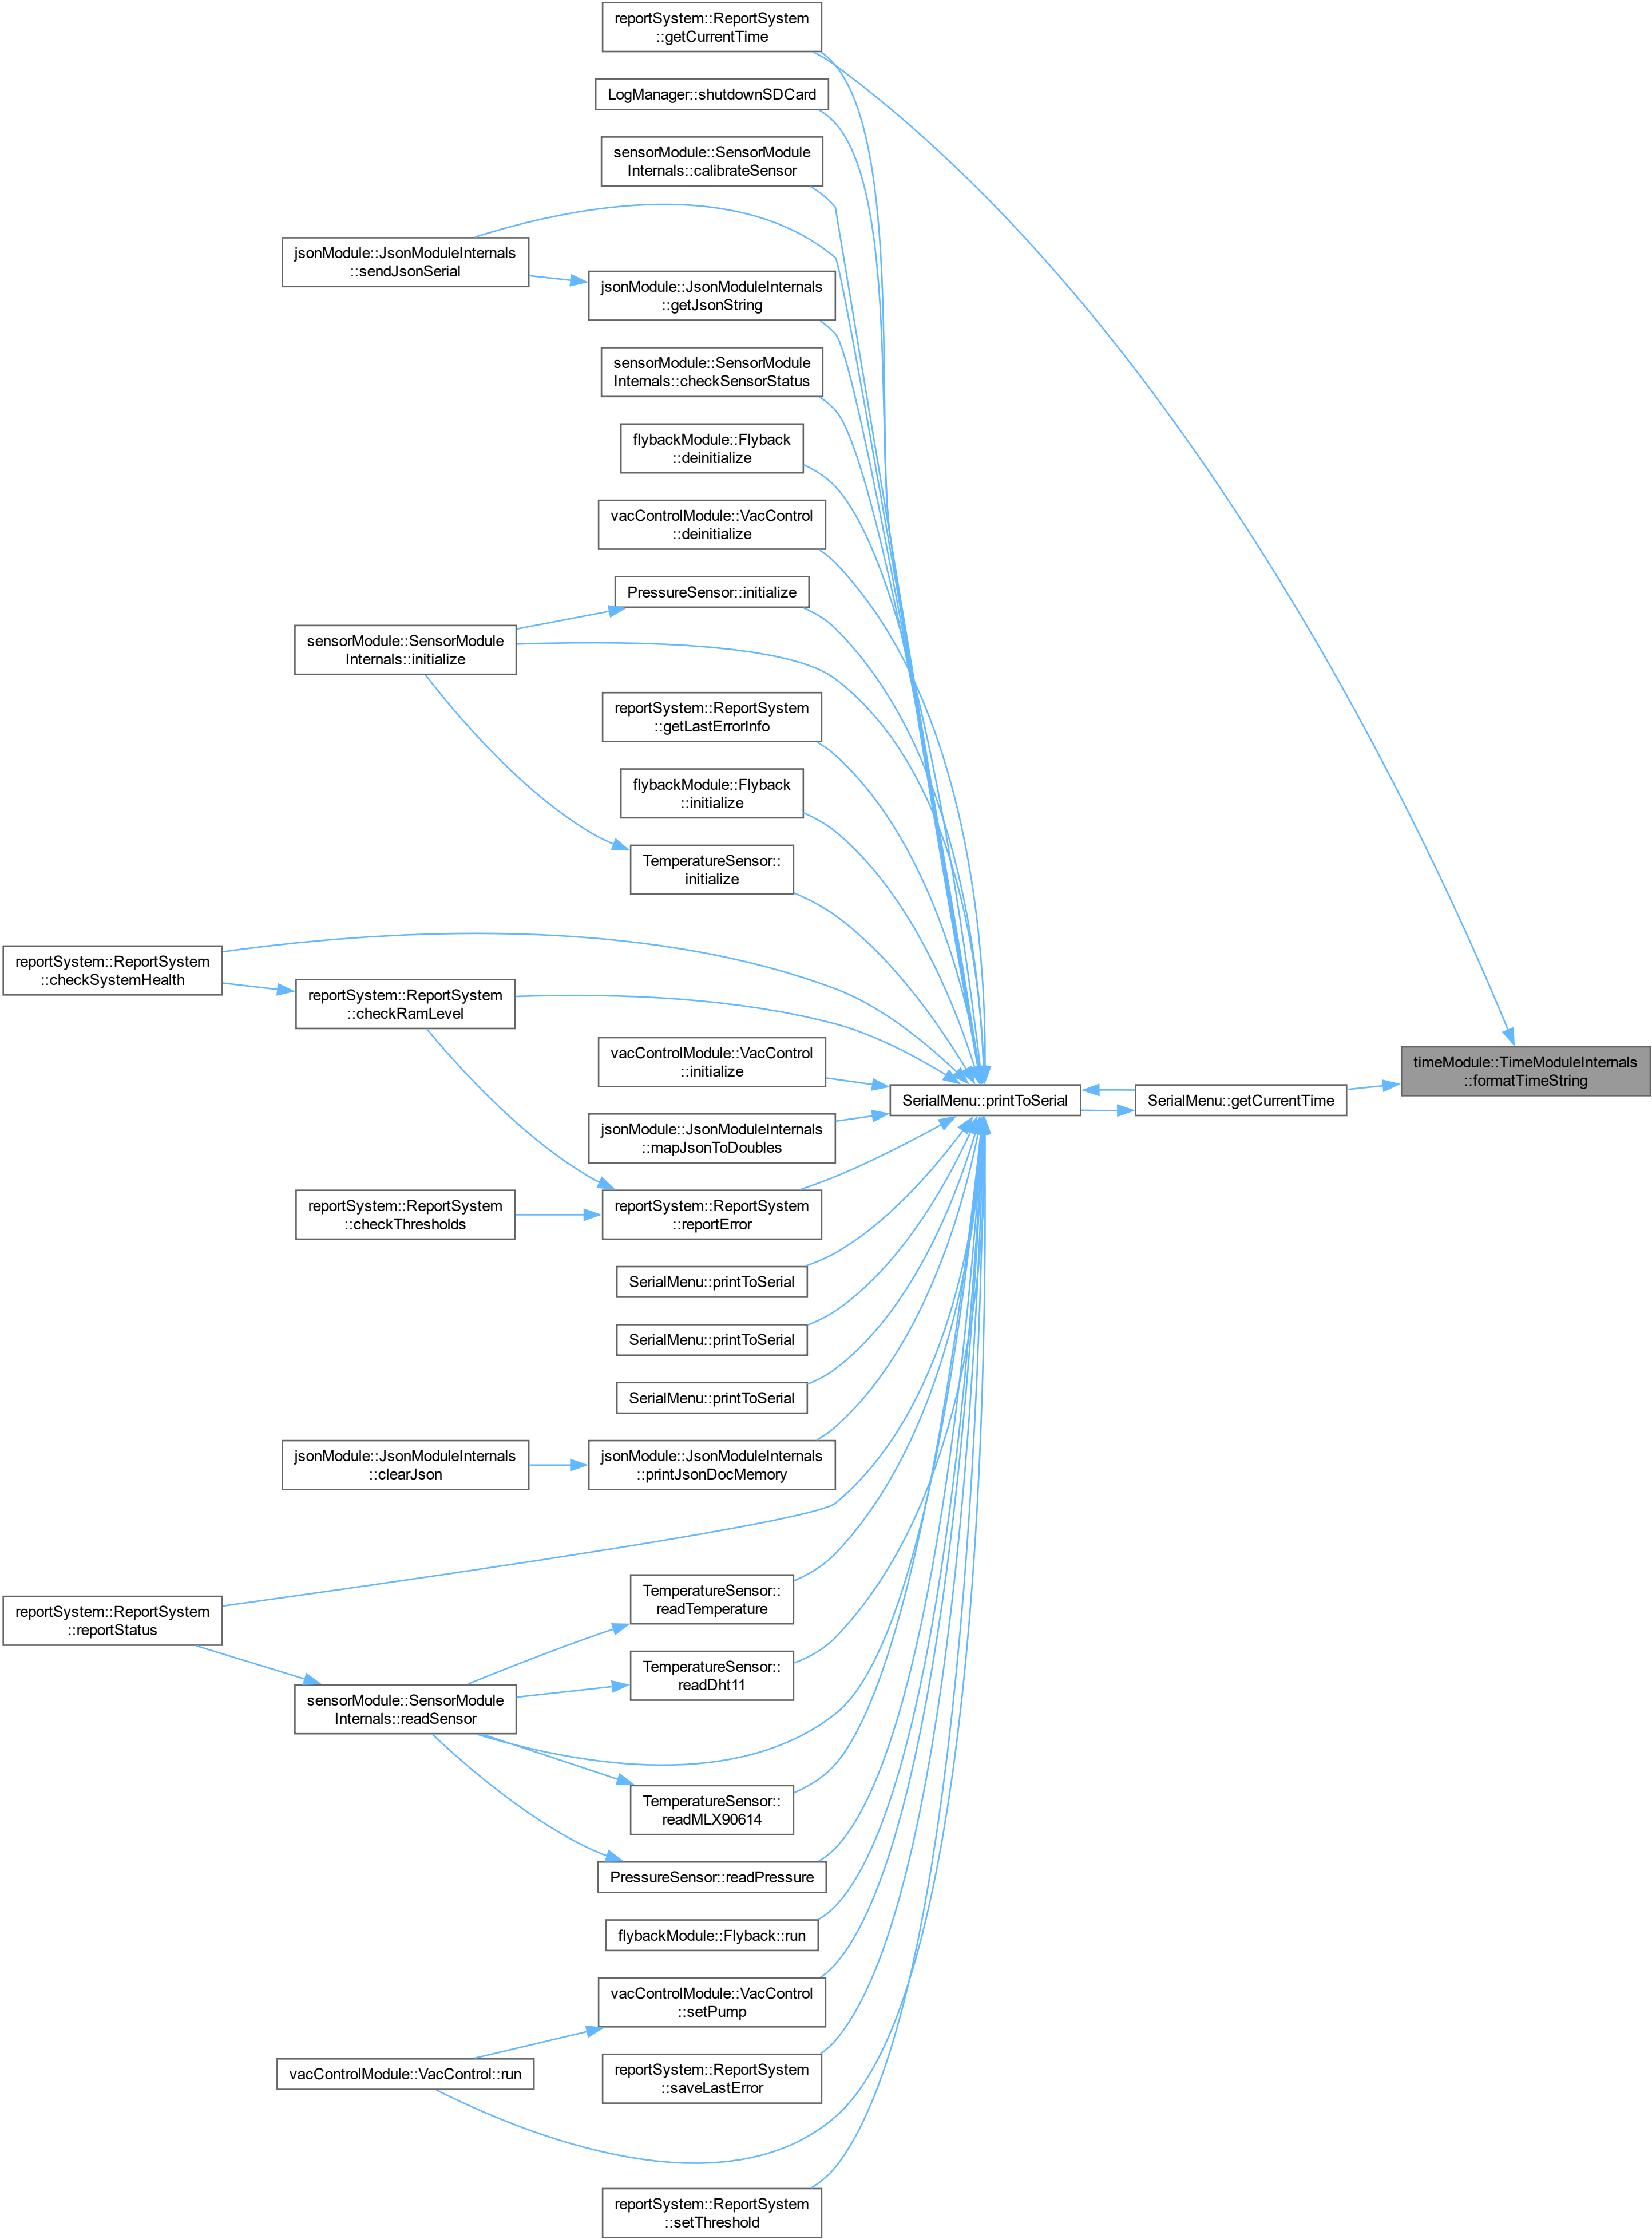 reportSystem::ReportSystem
::getCurrentTime
LogManager::shutdownSDCard
sensorModule::SensorModule
Internals::calibrateSensor
jsonModule::JsonModuleInternals
::sendJsonSerial
jsonModule::JsonModuleInternals
::getJsonString
sensorModule::SensorModule
Internals::checkSensorStatus
flybackModule::Flyback
::deinitialize
vacControlModule::VacControl
::deinitialize
PressureSensor::initialize
sensorModule::SensorModule
Internals::initialize
reportSystem::ReportSystem
::getLastErrorInfo
flybackModule::Flyback
::initialize
TemperatureSensor::
initialize
reportSystem::ReportSystem
::checkSystemHealth
reportSystem::ReportSystem
::checkRamLevel
vacControlModule::VacControl
::initialize
timeModule::TimeModuleInternals
::formatTimeString
SerialMenu::printToSerial
SerialMenu::getCurrentTime
jsonModule::JsonModuleInternals
::mapJsonToDoubles
reportSystem::ReportSystem
::checkThresholds
reportSystem::ReportSystem
::reportError
SerialMenu::printToSerial
SerialMenu::printToSerial
SerialMenu::printToSerial
jsonModule::JsonModuleInternals
::clearJson
jsonModule::JsonModuleInternals
::printJsonDocMemory
reportSystem::ReportSystem
::reportStatus
TemperatureSensor::
readTemperature
TemperatureSensor::
readDht11
sensorModule::SensorModule
Internals::readSensor
TemperatureSensor::
readMLX90614
PressureSensor::readPressure
flybackModule::Flyback::run
vacControlModule::VacControl
::setPump
vacControlModule::VacControl::run
reportSystem::ReportSystem
::saveLastError
reportSystem::ReportSystem
::setThreshold